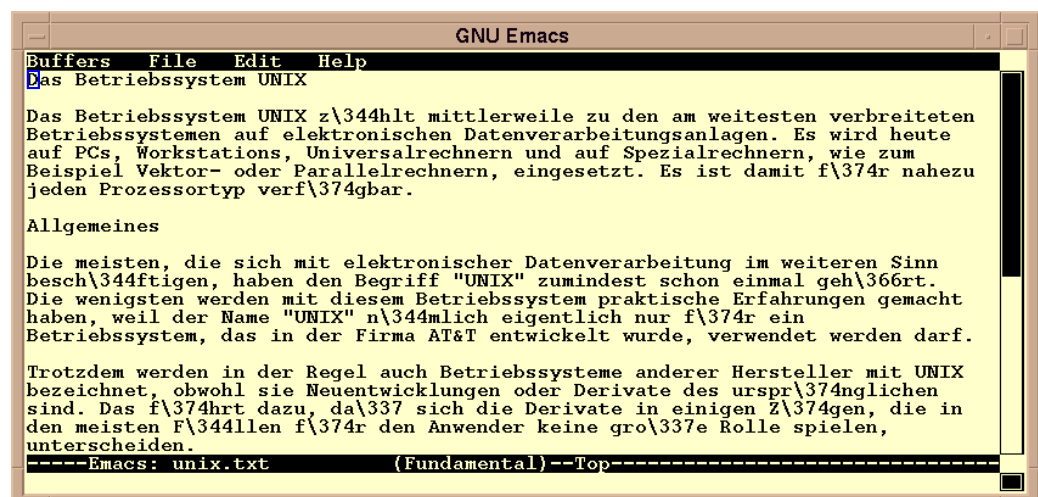 GNU Emacs
Buffers File Edit Help
Das Betriebssystem UNIX
Das Betriebssystem UNIX z\344hlt mittlerweile zu den am weitesten verbreiteten
Betriebssystemen auf elektronischen Datenverarbeitungsanlagen. Es wird heute
auf PCs, Workstations, Universalrechnern und auf Spezialrechnern, wie zum
Beispiel Vektor- oder Parallelrechnern, eingesetzt. Es ist damit f\374r nahezu
jeden Prozessortyp verf\374gbar.
Allgemeines
Die meisten, die sich mit elektronischer Datenverarbeitung im weiteren Sinn
besch\344ftigen, haben den Begriff "UNIX" zumindest schon einmal geh\366rt.
Die wenigsten werden mit diesem Betriebssystem praktische Erfahrungen gemacht
haben, weil der Name "UNIX" n\344mlich eigentlich nur f\374r ein
Betriebssystem, das in der Firma AT&T entwickelt wurde, verwendet werden darf.
Trotzdem werden in der Regel auch Betriebssysteme anderer Hersteller mit UNIX
bezeichnet, obwohl sie Neuentwicklungen oder Derivate des urspr\374nglichen
sind. Das f\374hrt dazu, da\337 sich die Derivate in einigen Z\374gen, die in
den meisten F\344llen f\374r den Anwender keine gro\337e Rolle spielen,
unterscheiden.
-----Emacs: unix.txt (Fundamental)--Top--------------------------------